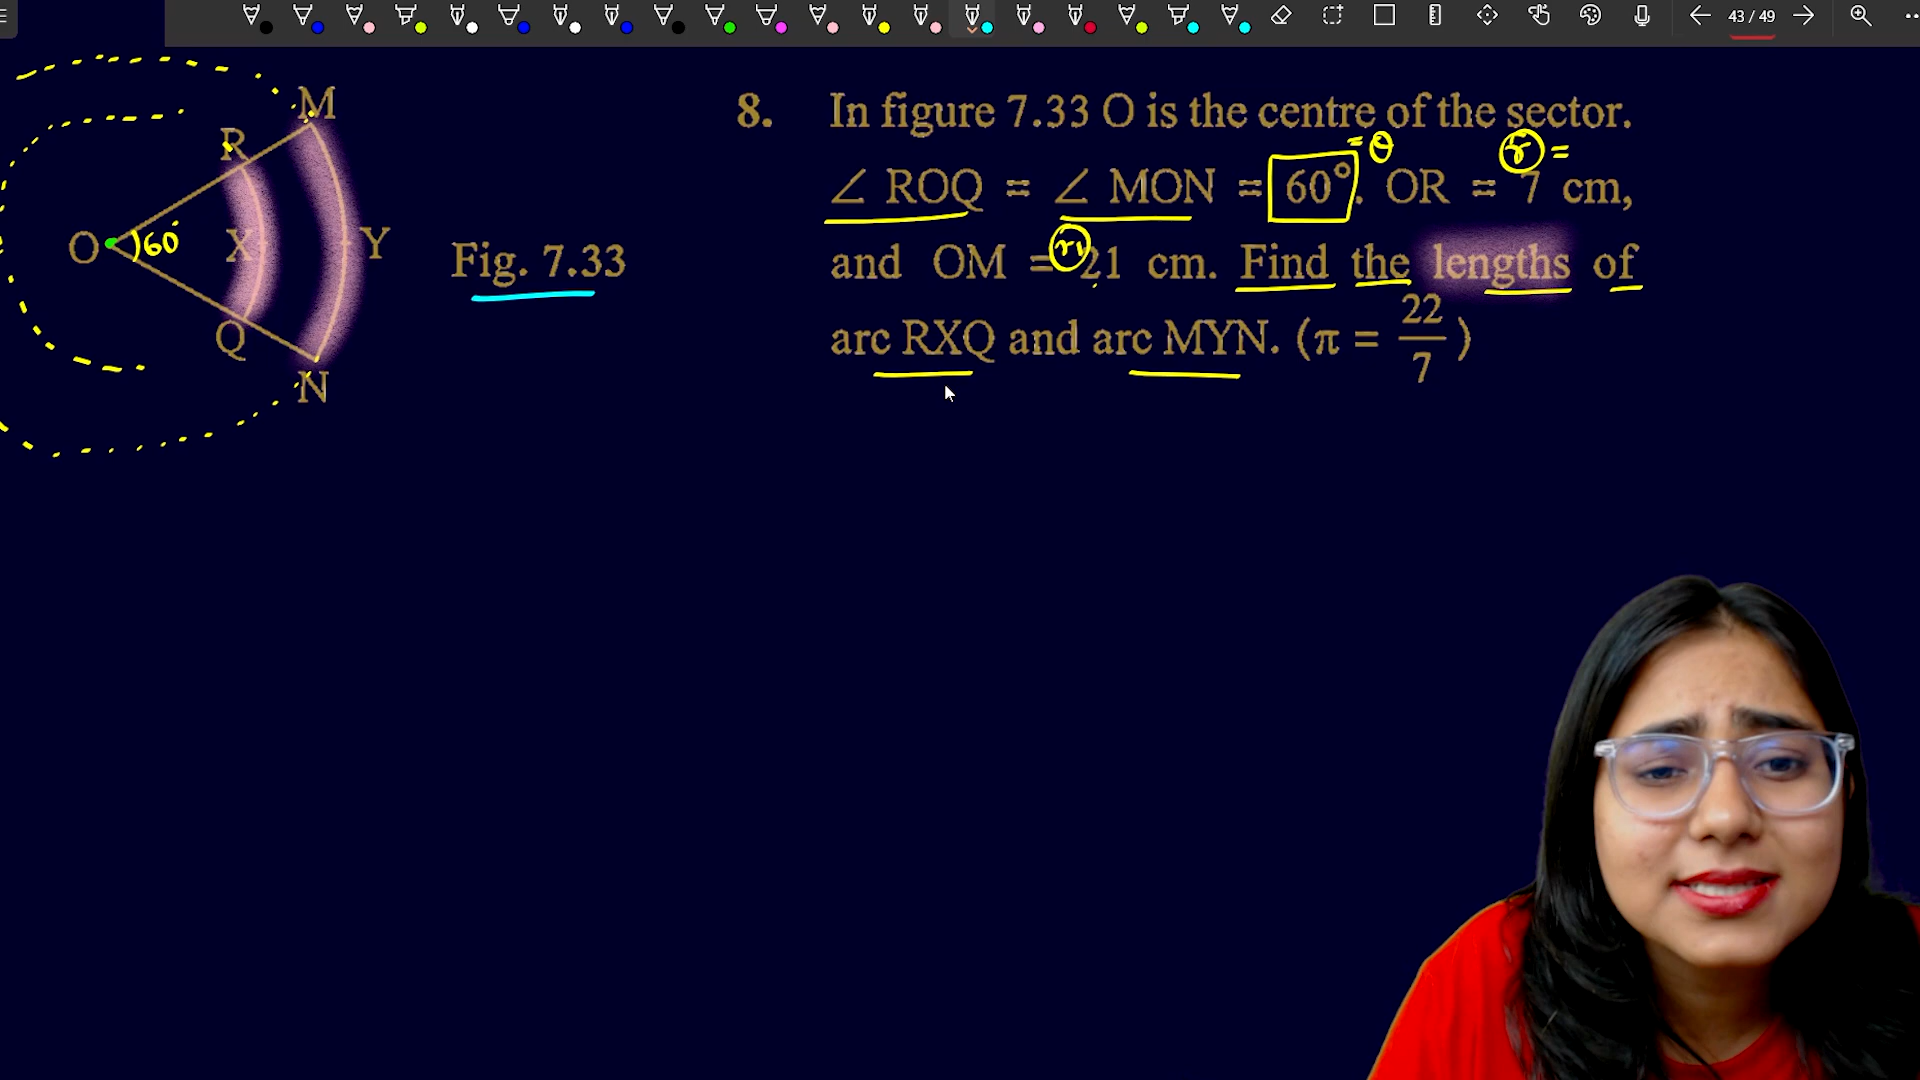 43 / 49
M
R
O
60°
X
Y
Q
N
Fig. 7.33
8. In figure 7.33 O is the centre of the sector.
= θ
r =
∠ ROQ = ∠ MON = 60°. OR = 7 cm,
r1
and OM = 21 cm. Find the lengths of
arc RXQ and arc MYN. (π = 22/7)